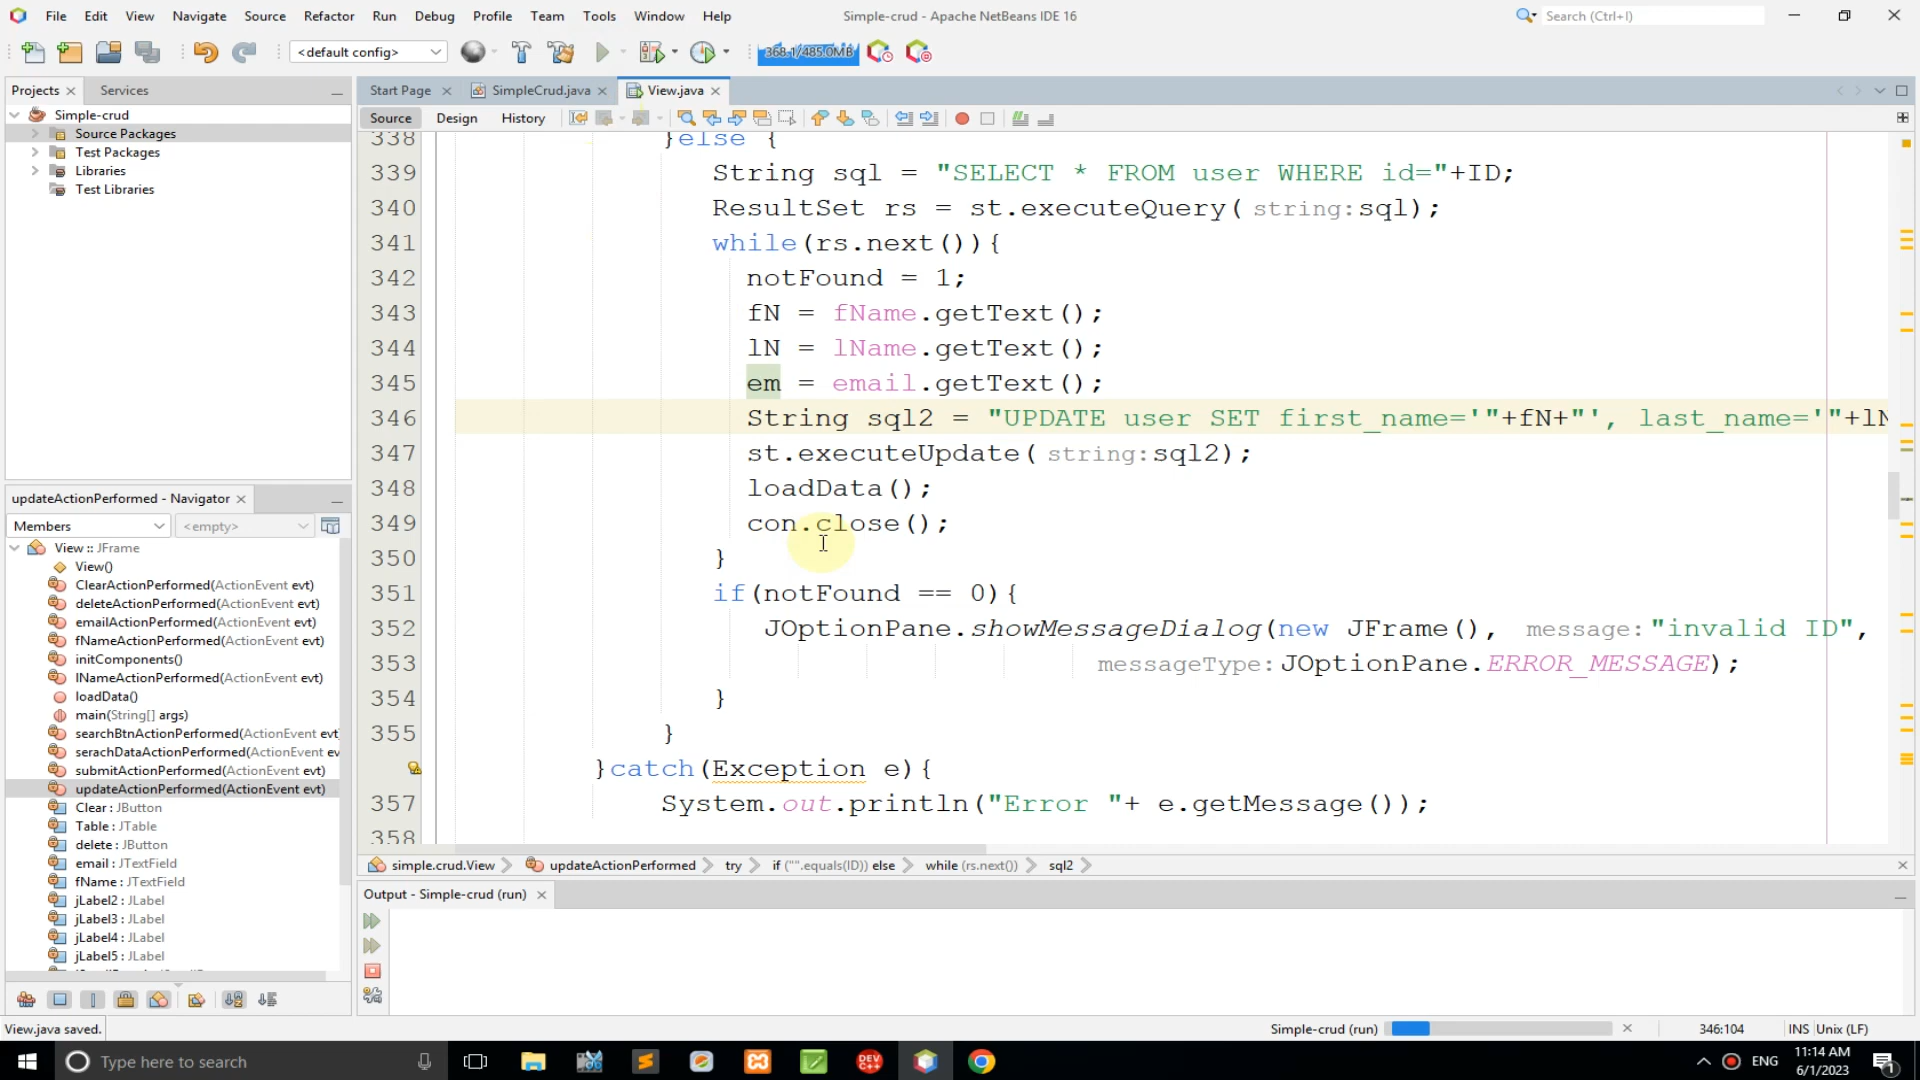 File Edit View Navigate Source Refactor Run Debug Profile Team Tools Window Help
Simple-crud - Apache NetBeans IDE 16
Search (Ctrl+I)
<default config>
368.1/485.0MB
Projects
Services
Start Page
SimpleCrud.java
View.java
Source Design History
Simple-crud
Source Packages
Test Packages
Libraries
Test Libraries
338 }else {
339 String sql = "SELECT * FROM user WHERE id="+ID;
340 ResultSet rs = st.executeQuery(string:sql);
341 while(rs.next()){
342 notFound = 1;
343 fN = fName.getText();
344 lN = lName.getText();
345 em = email.getText();
346 String sql2 = "UPDATE user SET first_name='"+fN+"', last_name='"+lN
347 st.executeUpdate(string:sql2);
348 loadData();
349 con.close();
350 }
351 if(notFound == 0){
352 JOptionPane.showMessageDialog(new JFrame(), message:"invalid ID",
353 messageType:JOptionPane.ERROR_MESSAGE);
354 }
355 }
}catch(Exception e){
357 System.out.println("Error "+ e.getMessage());
358
updateActionPerformed - Navigator
Members
<empty>
View :: JFrame
View()
ClearActionPerformed(ActionEvent evt)
deleteActionPerformed(ActionEvent evt)
emailActionPerformed(ActionEvent evt)
fNameActionPerformed(ActionEvent evt)
initComponents()
lNameActionPerformed(ActionEvent evt)
loadData()
main(String[] args)
searchBtnActionPerformed(ActionEvent evt
serachDataActionPerformed(ActionEvent ev
submitActionPerformed(ActionEvent evt)
updateActionPerformed(ActionEvent evt)
Clear : JButton
Table : JTable
delete : JButton
email : JTextField
fName : JTextField
jLabel2 : JLabel
jLabel3 : JLabel
jLabel4 : JLabel
jLabel5 : JLabel
simple.crud.View
updateActionPerformed
try
if ("".equals(ID)) else
while (rs.next())
sql2
Output - Simple-crud (run)
View.java saved.
Simple-crud (run)
346:104
INS
Unix (LF)
Type here to search
DEV C++
ENG
11:14 AM
6/1/2023
1